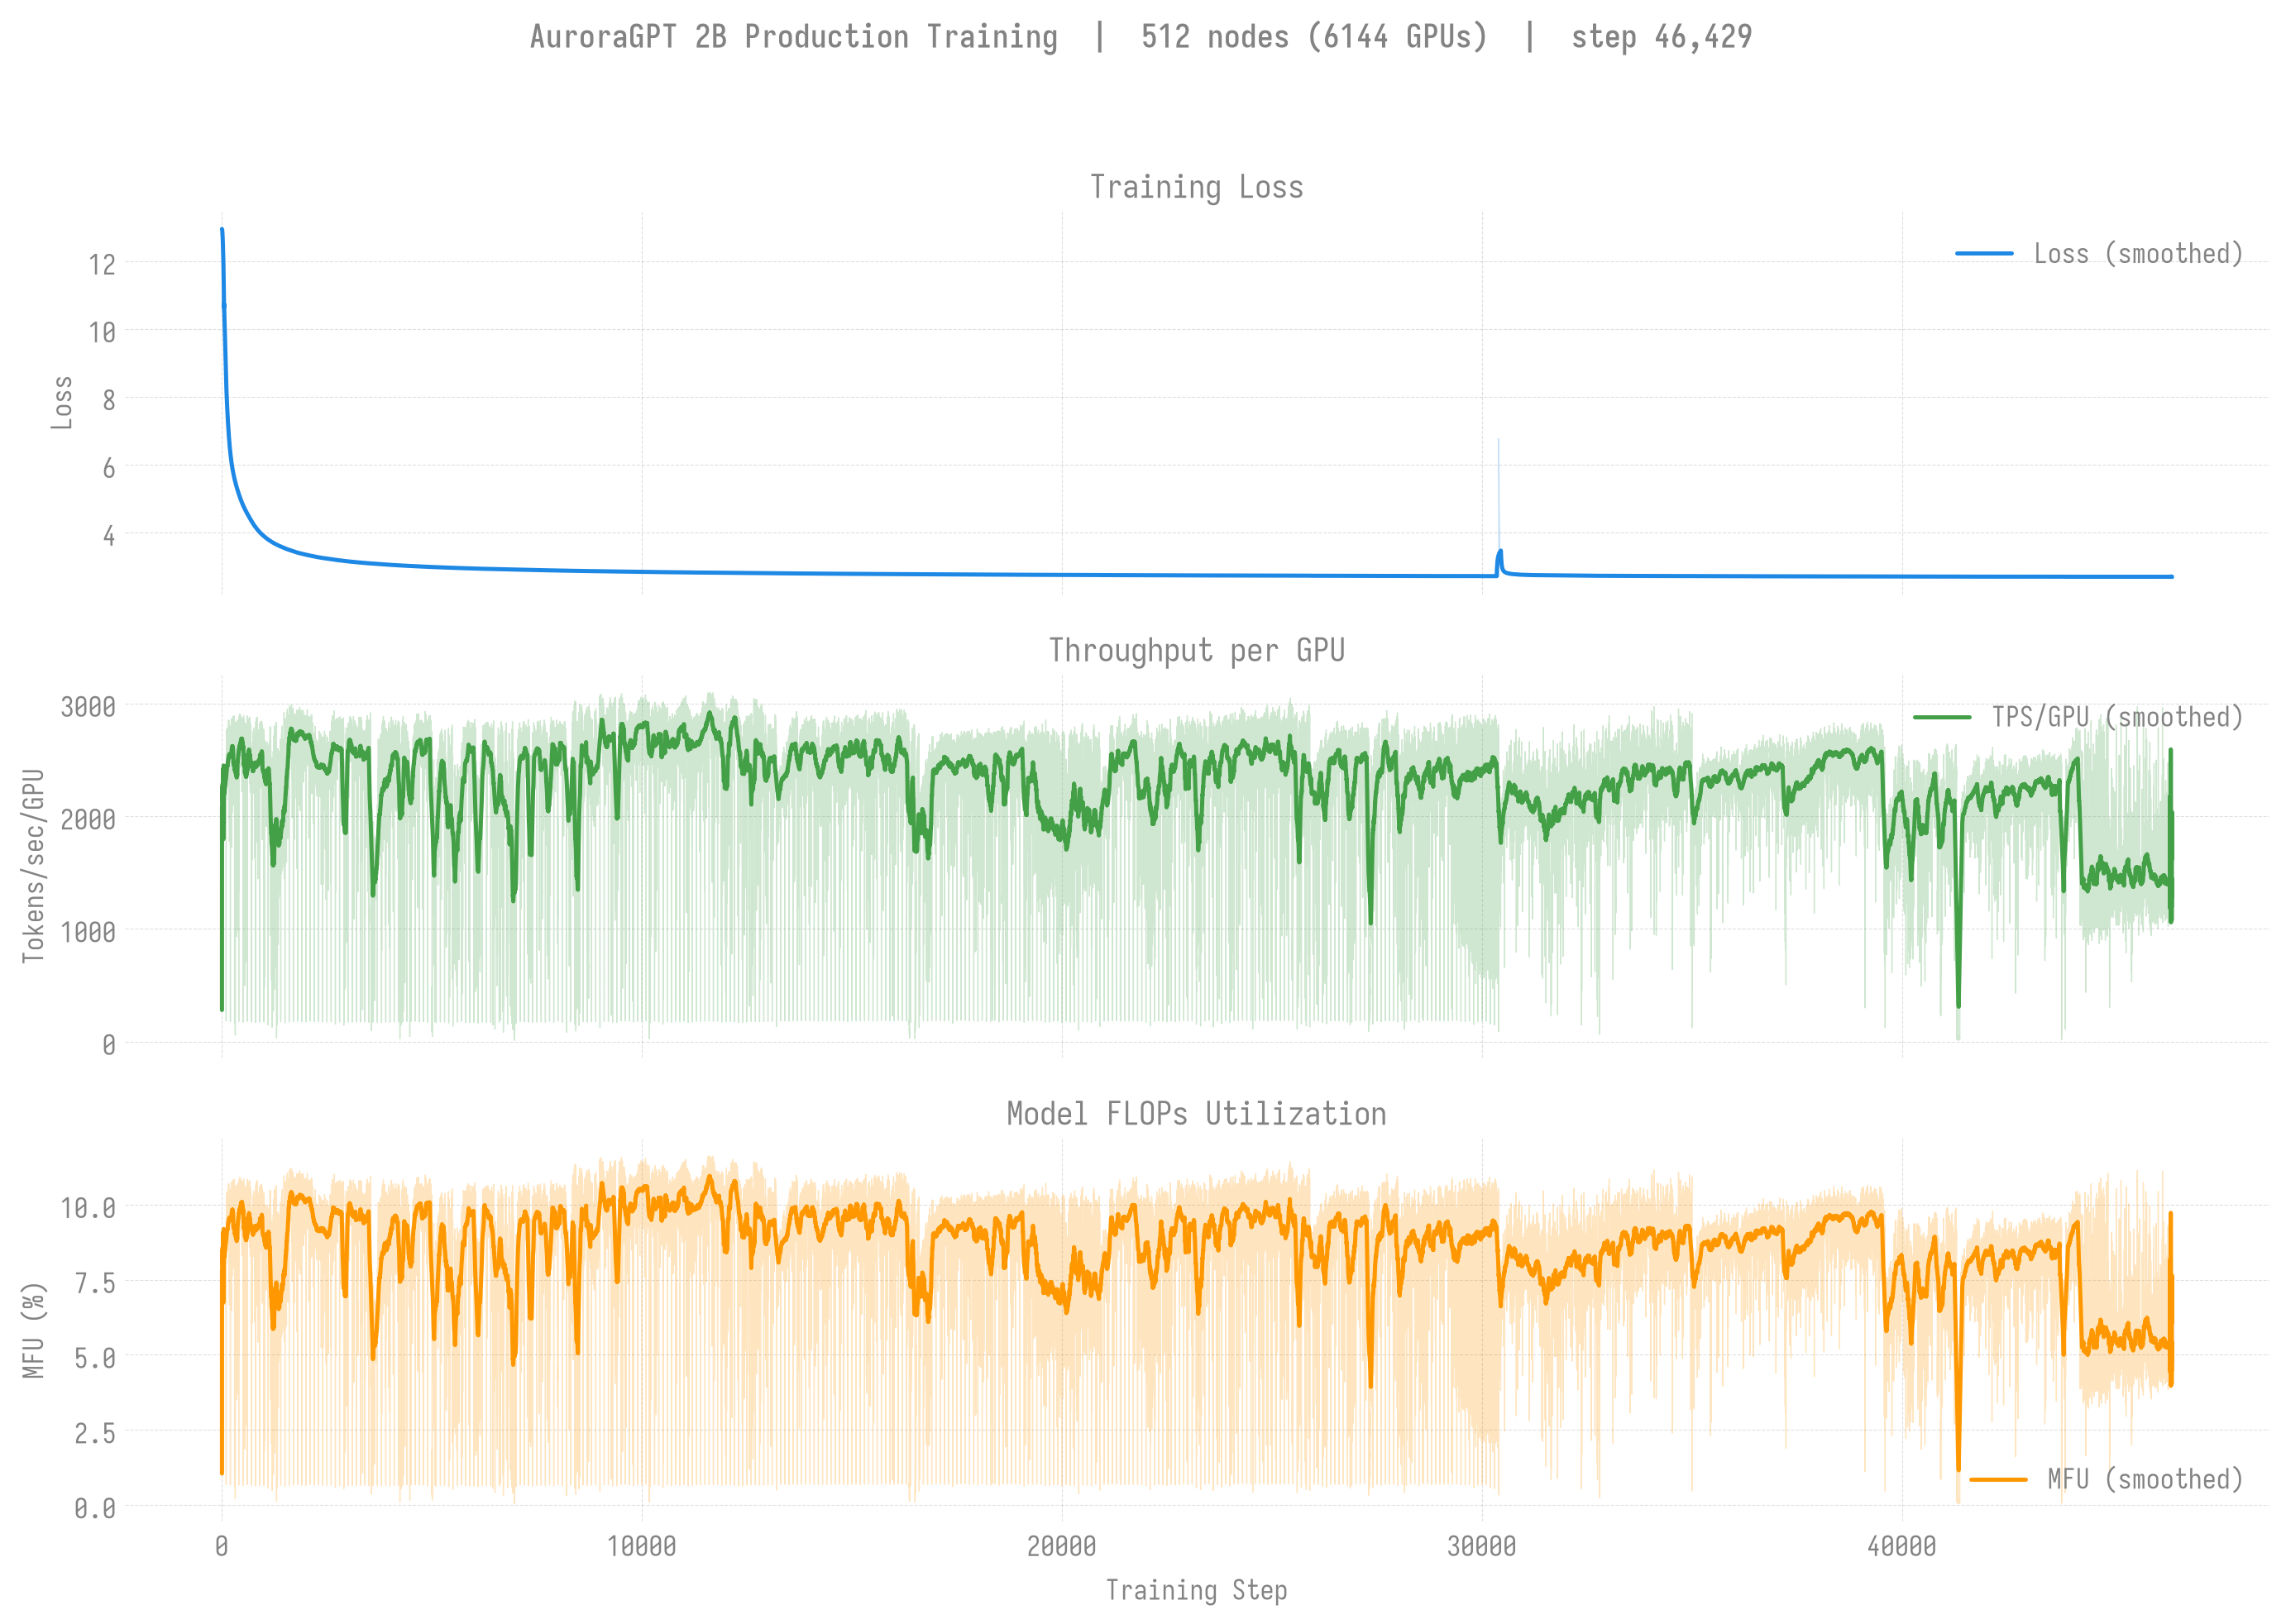 AuroraGPT 2B Production Training | 512 nodes (6144 GPUs) | step 46,429
Training Loss
Loss
12
10
8
6
4
Loss (smoothed)
Throughput per GPU
Tokens/sec/GPU
3000
2000
1000
0
TPS/GPU (smoothed)
Model FLOPs Utilization
MFU (%)
10.0
7.5
5.0
2.5
0.0
MFU (smoothed)
0 10000 20000 30000 40000
Training Step